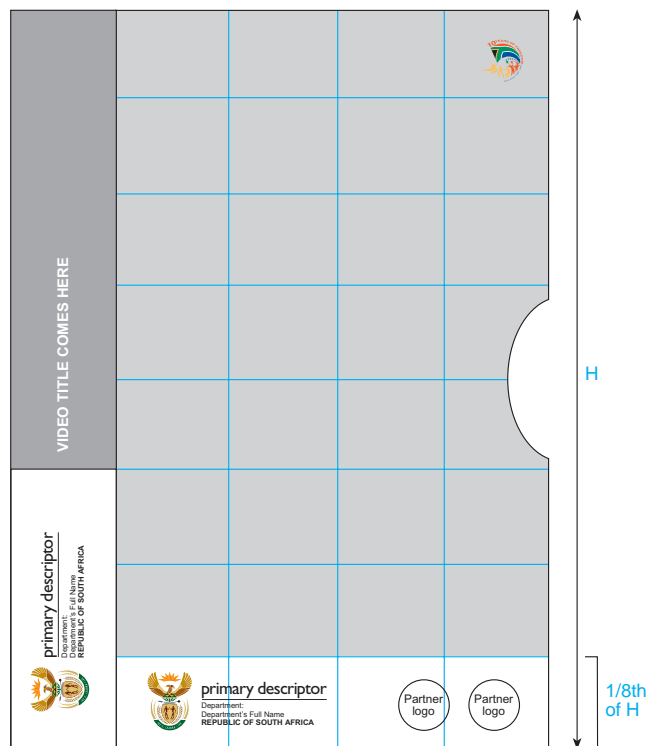 VIDEO TITLE COMES HERE
primary descriptor
Department:
Department's Full Name
REPUBLIC OF SOUTH AFRICA
primary descriptor
Department:
Department's Full Name
REPUBLIC OF SOUTH AFRICA
Partner
logo
Partner
logo
H
1/8th
of H